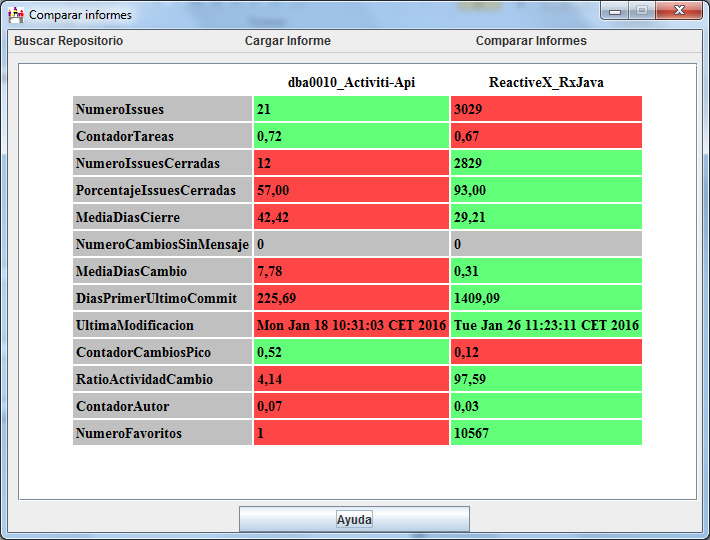 Comparar informes
Buscar Repositorio Cargar Informe Comparar Informes
dba0010_Activiti-Api ReactiveX_RxJava
NumeroIssues 21 3029
ContadorTareas 0,72 0,67
NumeroIssuesCerradas 12 2829
PorcentajeIssuesCerradas 57,00 93,00
MediaDiasCierre 42,42 29,21
NumeroCambiosSinMensaje 0 0
MediaDiasCambio 7,78 0,31
DiasPrimerUltimoCommit 225,69 1409,09
UltimaModificacion Mon Jan 18 10:31:03 CET 2016 Tue Jan 26 11:23:11 CET 2016
ContadorCambiosPico 0,52 0,12
RatioActividadCambio 4,14 97,59
ContadorAutor 0,07 0,03
NumeroFavoritos 1 10567
Ayuda